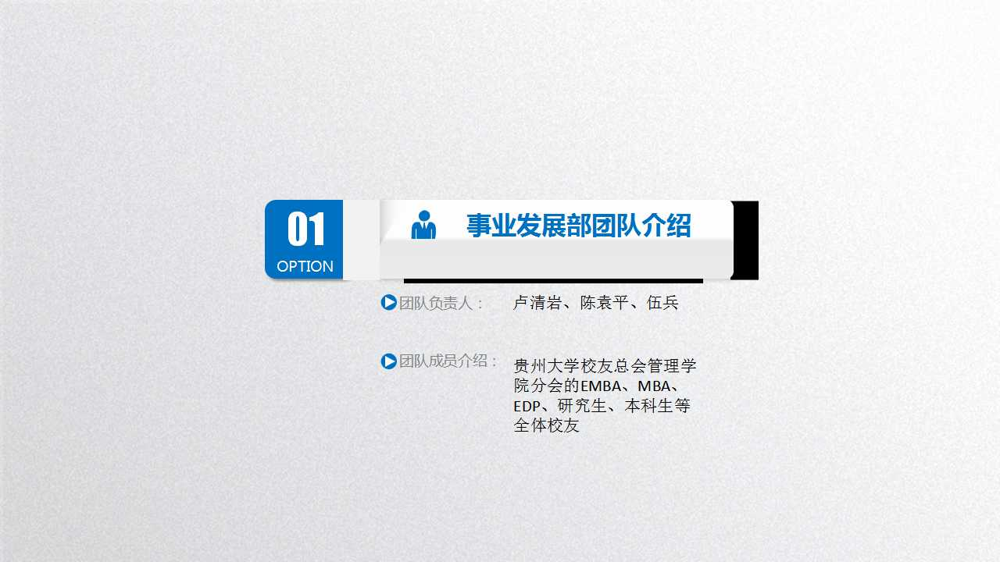 01
OPTION
事业发展部团队介绍
团队负责人： 卢清岩、陈袁平、伍兵
团队成员介绍： 贵州大学校友总会管理学
院分会的EMBA、MBA、
EDP、研究生、本科生等
全体校友